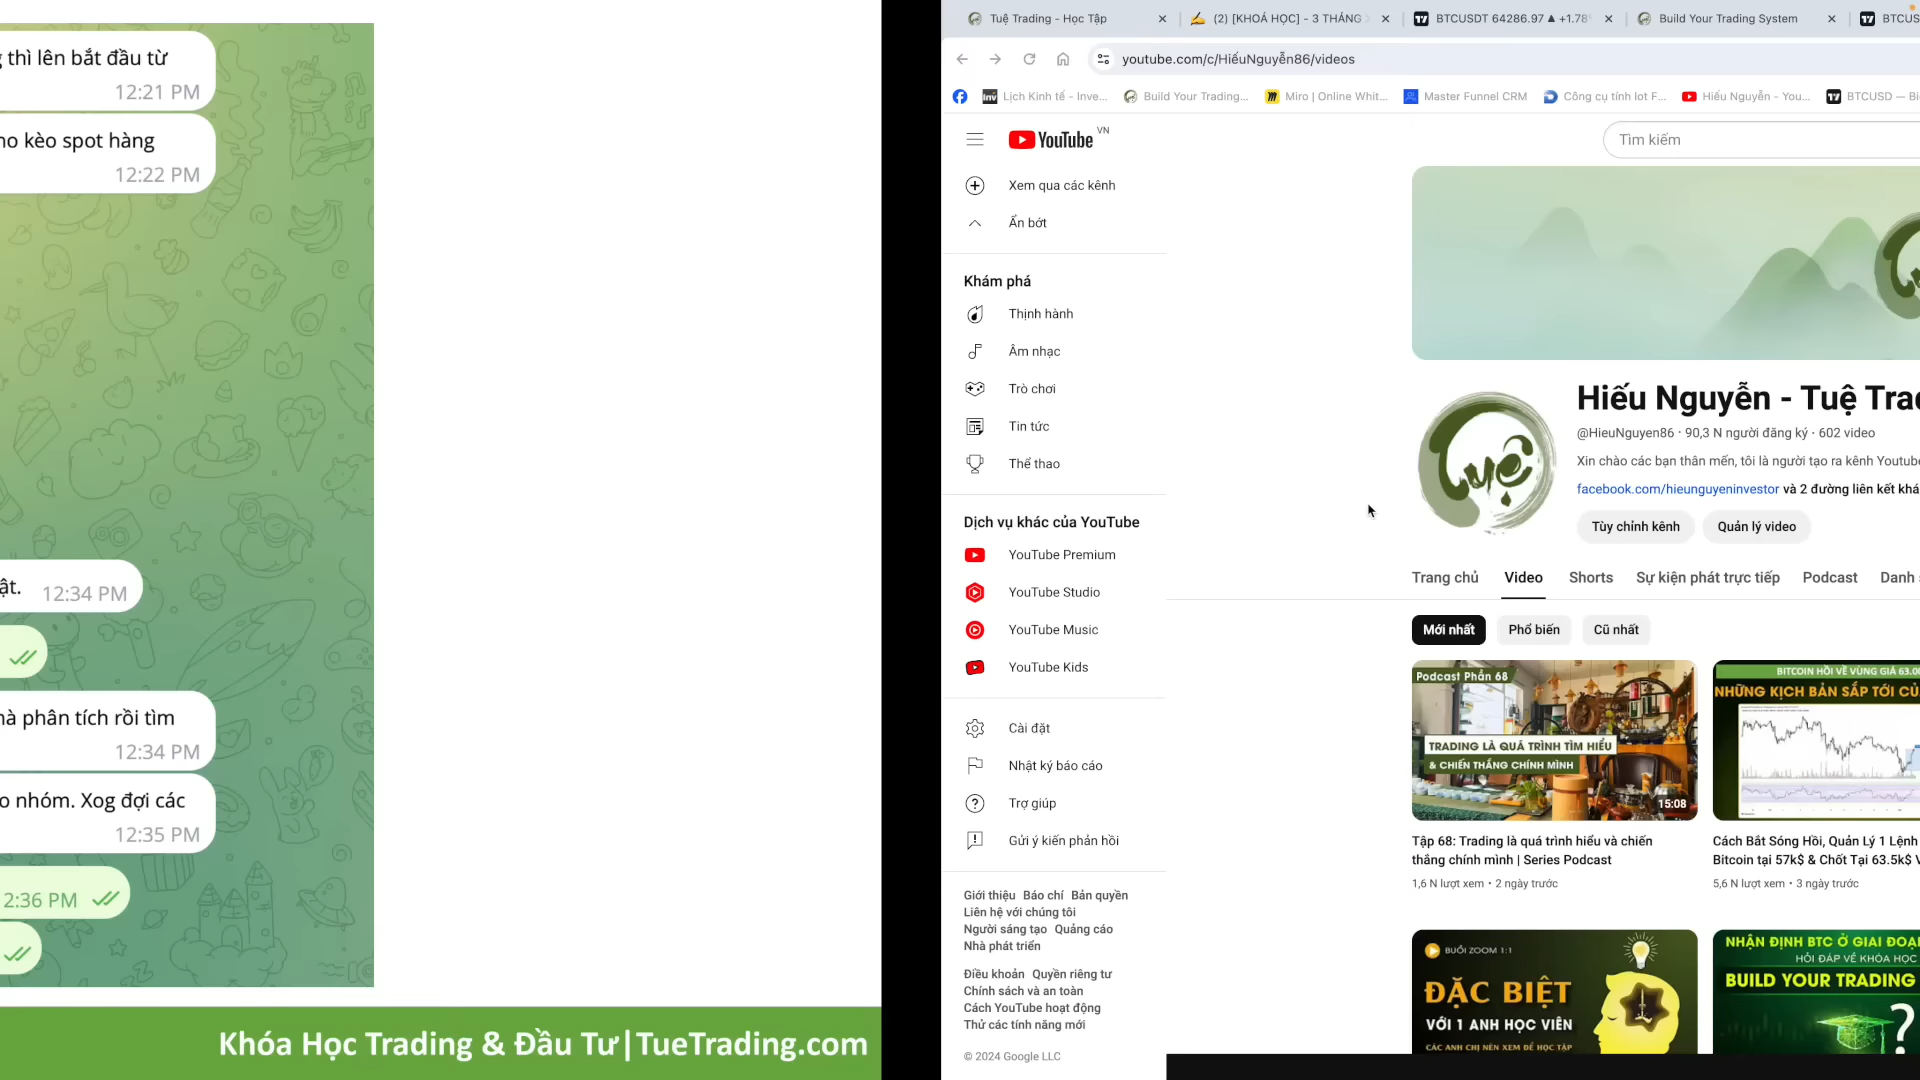 thì lên bắt đầu từ
12:21 PM
kèo spot hàng
12:22 PM
12:34 PM
phân tích rồi tìm
12:34 PM
nhóm. Xog đợi các
12:35 PM
2:36 PM
Khóa Học Trading & Đầu Tư|TueTrading.com
Tuệ Trading - Học Tập
(2) [KHOÁ HỌC] - 3 THÁNG
BTCUSDT 64286.97 ▲ +1.78
Build Your Trading System
BTCUS
youtube.com/c/HiếuNguyễn86/videos
Lịch Kinh tế - Inve...
Build Your Trading...
Miro | Online Whit...
Master Funnel CRM
Công cụ tính lot F...
Hiếu Nguyễn - You...
BTCUSD — Bi
YouTube VN
Tìm kiếm
Xem qua các kênh
Ẩn bớt
Khám phá
Thịnh hành
Âm nhạc
Trò chơi
Tin tức
Thể thao
Dịch vụ khác của YouTube
YouTube Premium
YouTube Studio
YouTube Music
YouTube Kids
Cài đặt
Nhật ký báo cáo
Trợ giúp
Gửi ý kiến phản hồi
Giới thiệu Báo chí Bản quyền
Liên hệ với chúng tôi
Người sáng tạo Quảng cáo
Nhà phát triển
Điều khoản Quyền riêng tư
Chính sách và an toàn
Cách YouTube hoạt động
Thử các tính năng mới
© 2024 Google LLC
Tuệ
Hiếu Nguyễn - Tuệ Trad
@HieuNguyen86 · 90,3 N người đăng ký · 602 video
Xin chào các bạn thân mến, tôi là người tạo ra kênh Youtube
facebook.com/hieunguyeninvestor và 2 đường liên kết khá
Tùy chỉnh kênh
Quản lý video
Trang chủ
Video
Shorts
Sự kiện phát trực tiếp
Podcast
Danh
Mới nhất
Phổ biến
Cũ nhất
Podcast Phần 68
TRADING LÀ QUÁ TRÌNH TÌM HIỂU
& CHIẾN THẮNG CHÍNH MÌNH
15:08
Tập 68: Trading là quá trình hiểu và chiến
thắng chính mình | Series Podcast
1,6 N lượt xem • 2 ngày trước
BITCOIN HỒI VỀ VÙNG GIÁ 63.00
NHỮNG KỊCH BẢN SẮP TỚI
Cách Bắt Sóng Hồi, Quản Lý 1 Lệnh
Bitcoin tại 57k$ & Chốt Tại 63.5k$
5,6 N lượt xem • 3 ngày trước
BUỔI ZOOM 1:1
ĐẶC BIỆT
VỚI 1 ANH HỌC VIÊN
CÁC ANH CHỊ NÊN XEM ĐỂ HỌC TẬP
NHẬN ĐỊNH BTC Ở GIAI ĐOẠ
HỎI ĐÁP VỀ KHÓA HỌC
BUILD YOUR TRADING
?